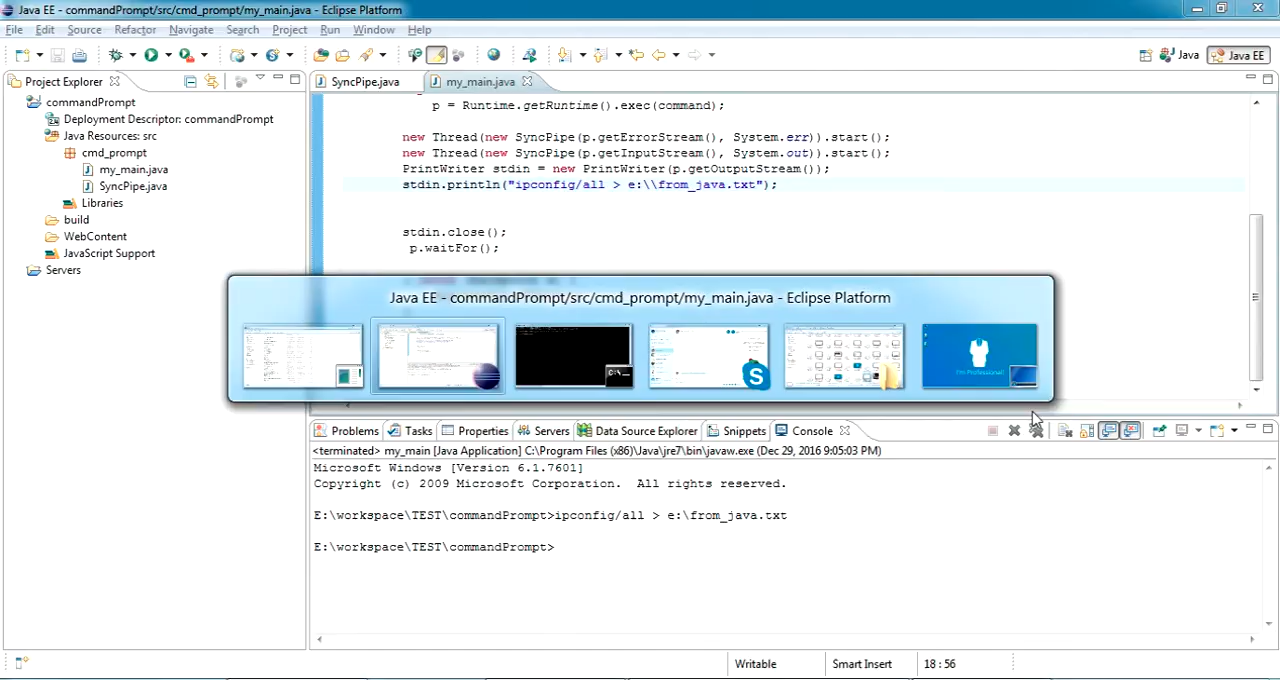 Java EE - commandPrompt/src/cmd_prompt/my_main.java - Eclipse Platform
File Edit Source Refactor Navigate Search Project Run Window Help
Java Java EE
Project Explorer
SyncPipe.java my_main.java
commandPrompt
Deployment Descriptor: commandPrompt
Java Resources: src
cmd_prompt
my_main.java
SyncPipe.java
Libraries
build
WebContent
JavaScript Support
Servers
p = Runtime.getRuntime().exec(command);
new Thread(new SyncPipe(p.getErrorStream(), System.err)).start();
new Thread(new SyncPipe(p.getInputStream(), System.out)).start();
PrintWriter stdin = new PrintWriter(p.getOutputStream());
stdin.println("ipconfig/all > e:\\from_java.txt");
stdin.close();
p.waitFor();
Java EE - commandPrompt/src/cmd_prompt/my_main.java - Eclipse Platform
I'm Professional!
Problems Tasks Properties Servers Data Source Explorer Snippets Console
<terminated> my_main [Java Application] C:\Program Files (x86)\Java\jre7\bin\javaw.exe (Dec 29, 2016 9:05:03 PM)
Microsoft Windows [Version 6.1.7601]
Copyright (c) 2009 Microsoft Corporation.  All rights reserved.
E:\workspace\TEST\commandPrompt>ipconfig/all > e:\from_java.txt
E:\workspace\TEST\commandPrompt>
Writable Smart Insert 18 : 56